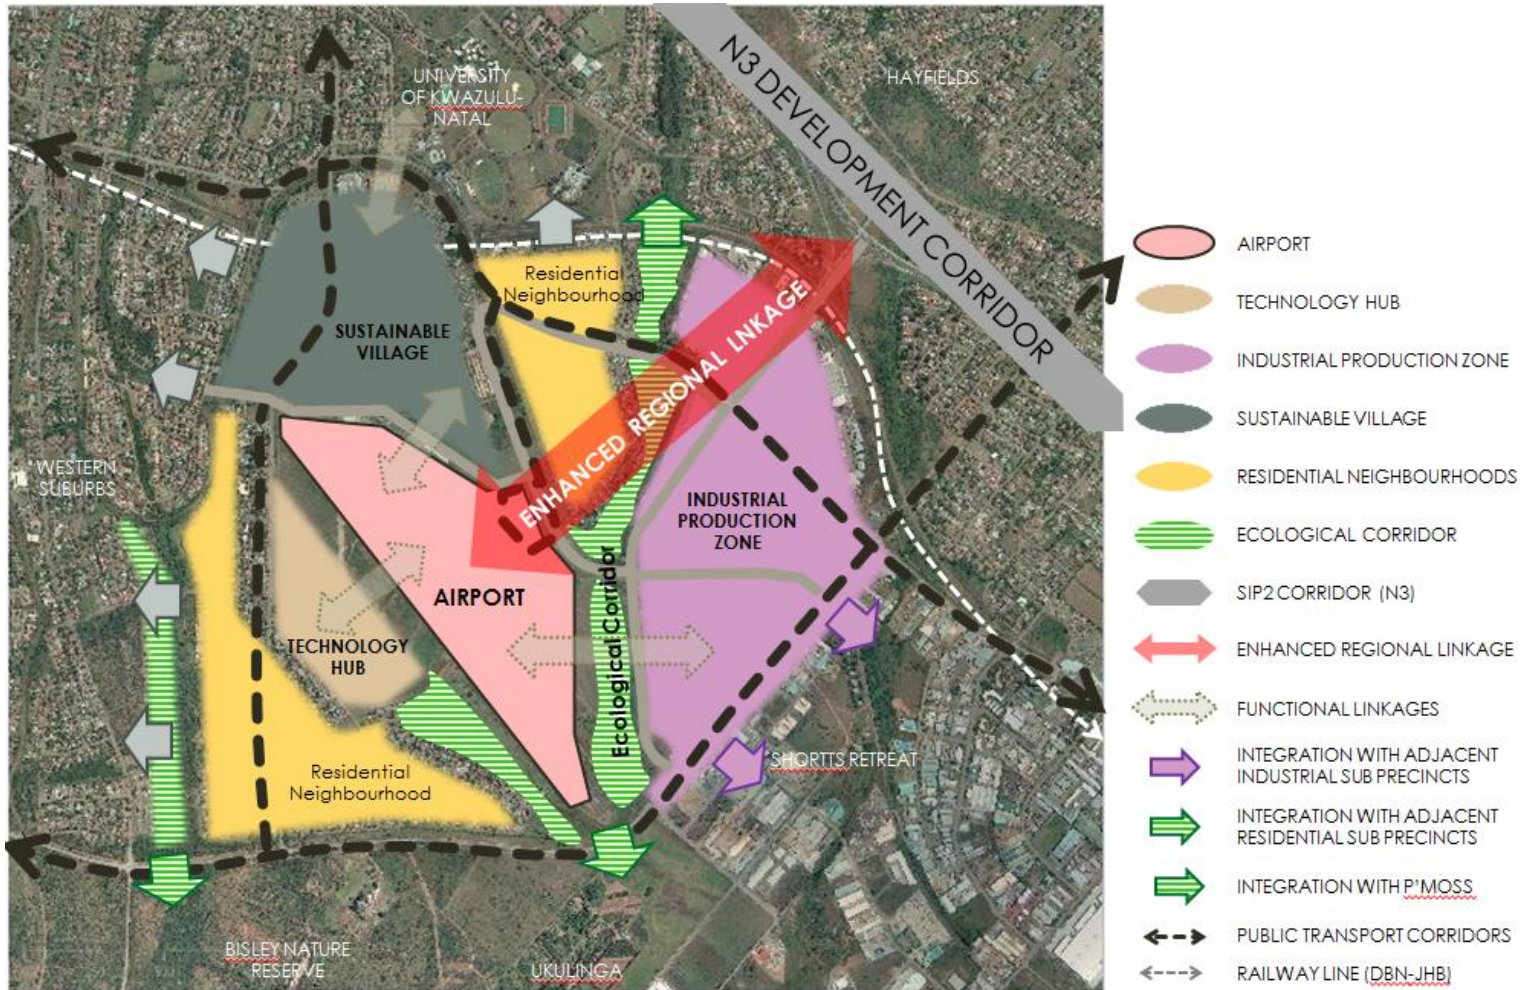 UNIVERSITY
OF KWAZULU-
NATAL
N3 DEVELOPMENT CORRIDOR
HAYFIELDS
Residential
Neighbourhood
SUSTAINABLE
VILLAGE
ENHANCED REGIONAL LNKAGE
WESTERN
SUBURBS
INDUSTRIAL
PRODUCTION
ZONE
AIRPORT
Ecological Corridor
TECHNOLOGY
HUB
Residential
Neighbourhood
SHORTTS RETREAT
BISLEY NATURE
RESERVE
UKULINGA
AIRPORT
TECHNOLOGY HUB
INDUSTRIAL PRODUCTION ZONE
SUSTAINABLE VILLAGE
RESIDENTIAL NEIGHBOURHOODS
ECOLOGICAL CORRIDOR
SIP2 CORRIDOR (N3)
ENHANCED REGIONAL LINKAGE
FUNCTIONAL LINKAGES
INTEGRATION WITH ADJACENT
INDUSTRIAL SUB PRECINCTS
INTEGRATION WITH ADJACENT
RESIDENTIAL SUB PRECINCTS
INTEGRATION WITH P'MOSS
PUBLIC TRANSPORT CORRIDORS
RAILWAY LINE (DBN-JHB)